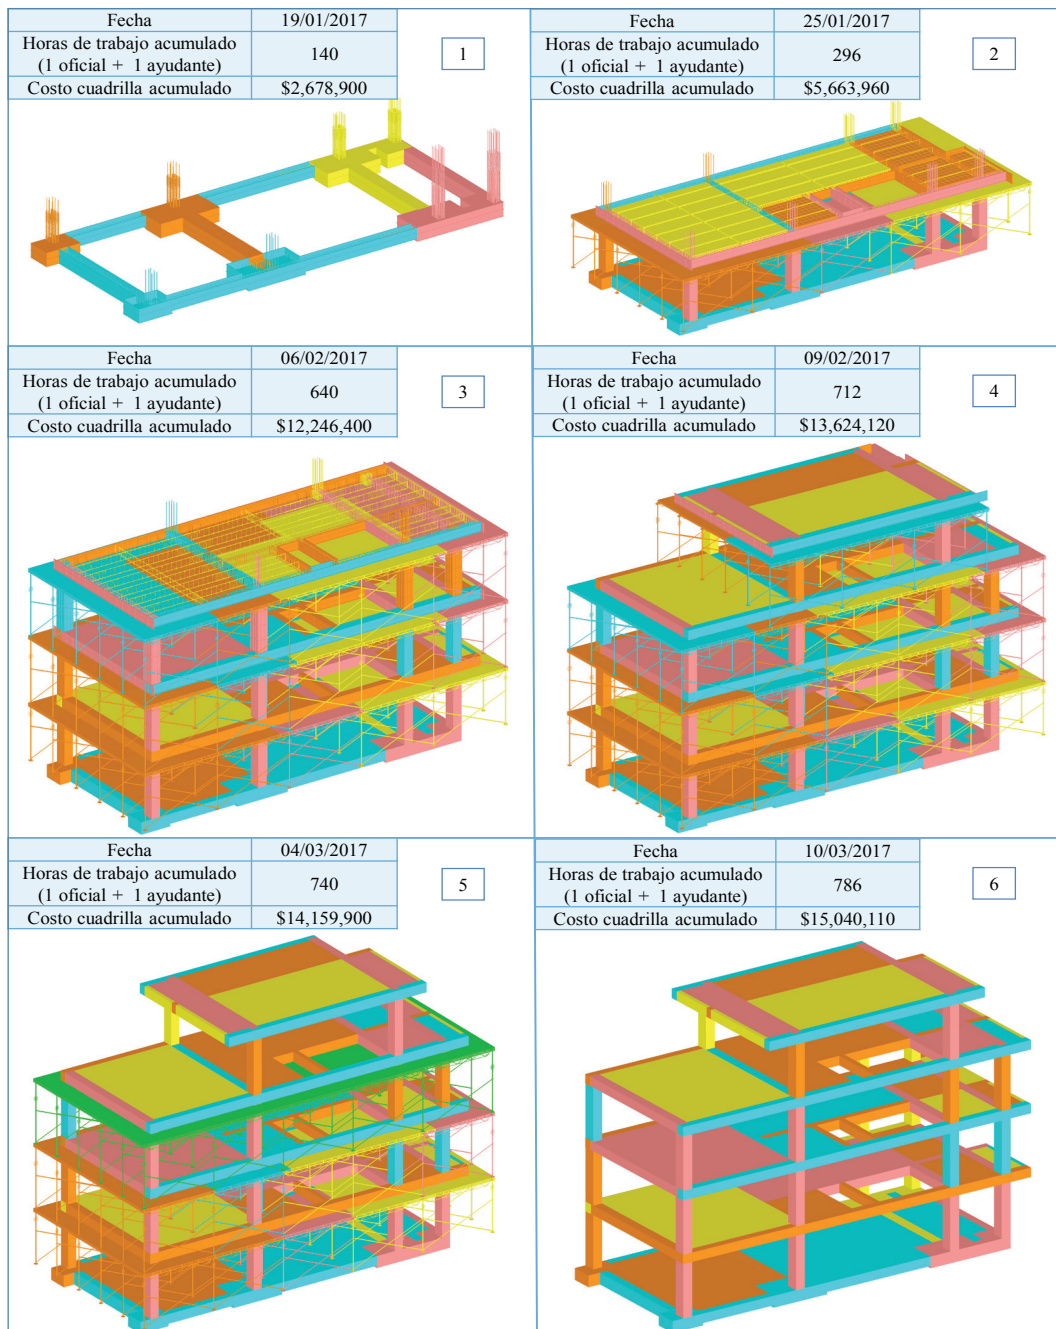 Fecha 19/01/2017
Horas de trabajo acumulado
(1 oficial + 1 ayudante) 140
Costo cuadrilla acumulado $2,678,900
1
Fecha 25/01/2017
Horas de trabajo acumulado
(1 oficial + 1 ayudante) 296
Costo cuadrilla acumulado $5,663,960
2
Fecha 06/02/2017
Horas de trabajo acumulado
(1 oficial + 1 ayudante) 640
Costo cuadrilla acumulado $12,246,400
3
Fecha 09/02/2017
Horas de trabajo acumulado
(1 oficial + 1 ayudante) 712
Costo cuadrilla acumulado $13,624,120
4
Fecha 04/03/2017
Horas de trabajo acumulado
(1 oficial + 1 ayudante) 740
Costo cuadrilla acumulado $14,159,900
5
Fecha 10/03/2017
Horas de trabajo acumulado
(1 oficial + 1 ayudante) 786
Costo cuadrilla acumulado $15,040,110
6